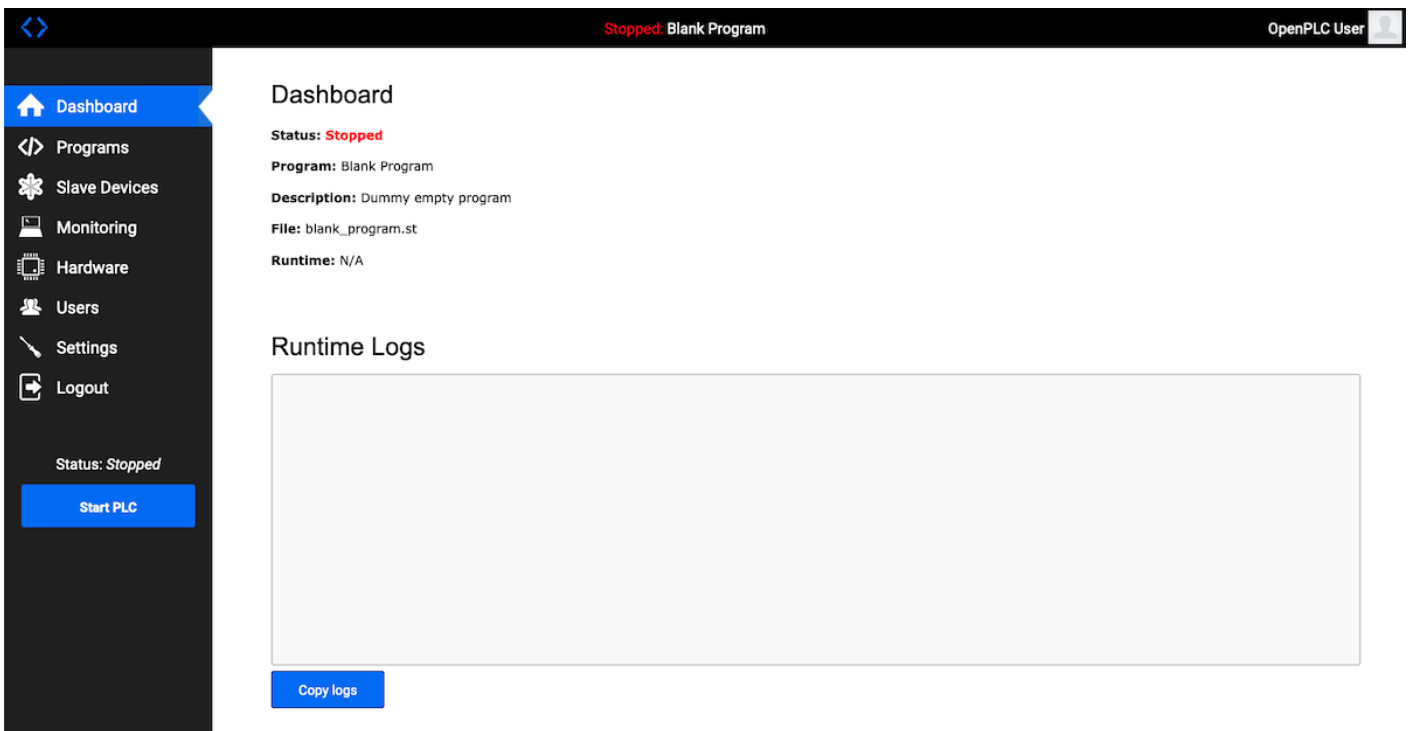 Stopped: Blank Program
OpenPLC User
Dashboard
Programs
Slave Devices
Monitoring
Hardware
Users
Settings
Logout
Status: Stopped
Start PLC
Dashboard
Status: Stopped
Program: Blank Program
Description: Dummy empty program
File: blank_program.st
Runtime: N/A
Runtime Logs
Copy logs